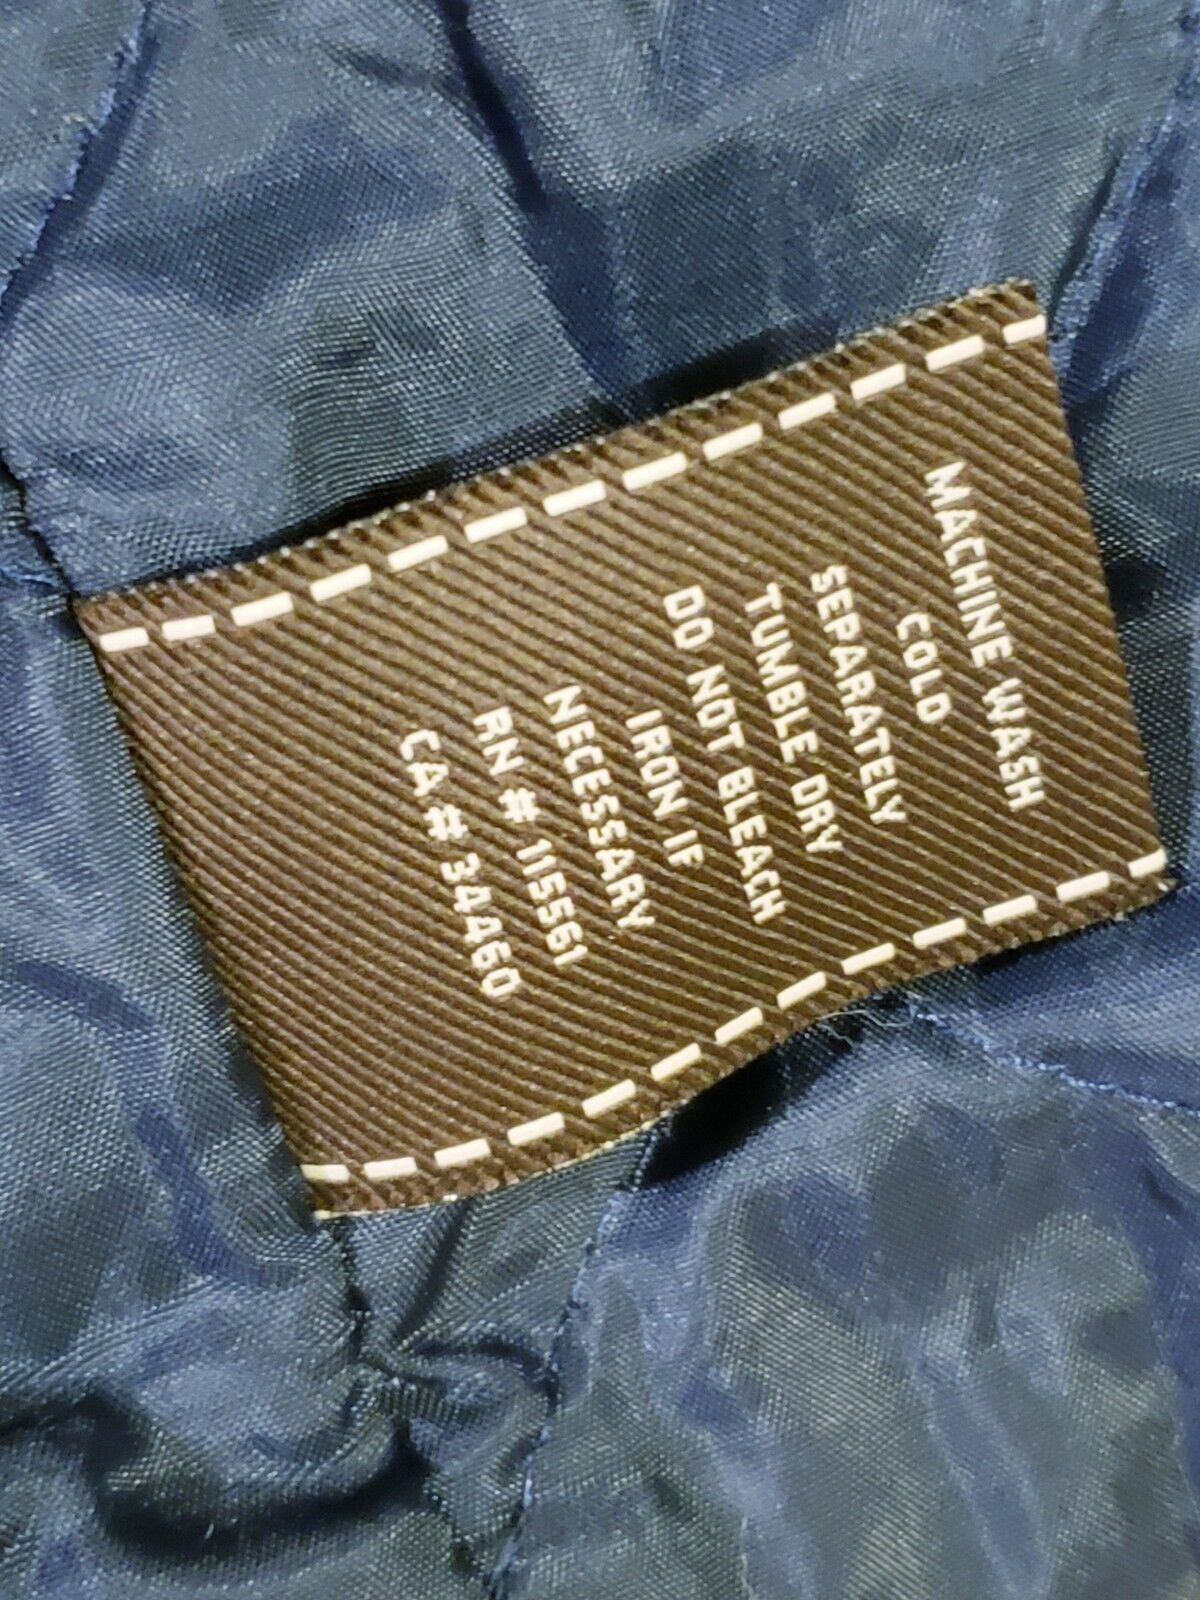 MACHINE WASH
COLD
SEPARATELY
TUMBLE DRY
DO NOT BLEACH
IRON IF
NECESSARY
RN # 115561
CA # 34460